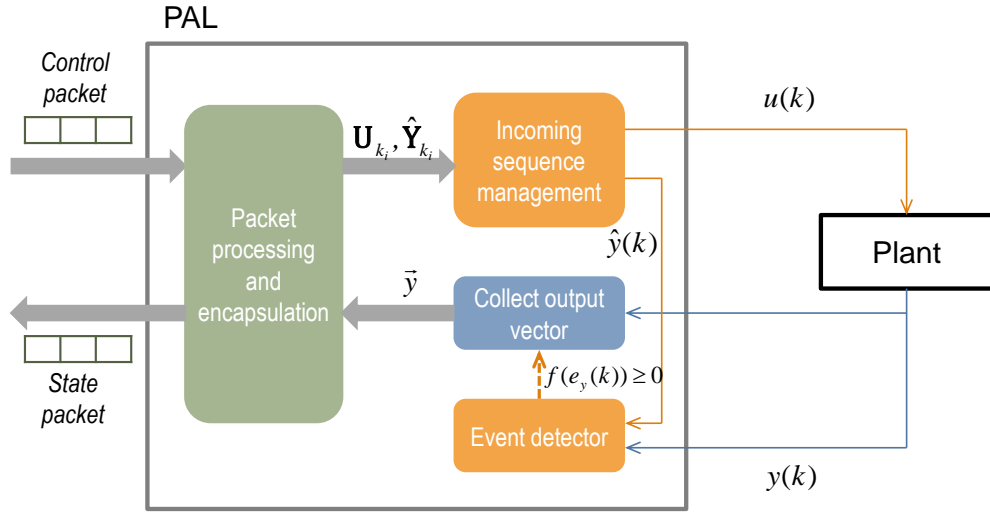 PAL
Control
packet
u(k)
U_{k_i}, Ŷ_{k_i}
Incoming
sequence
management
Packet
processing
and
encapsulation
ŷ(k)
Plant
y⃗
Collect output
vector
State
packet
f(e_y(k)) ≥ 0
Event detector
y(k)